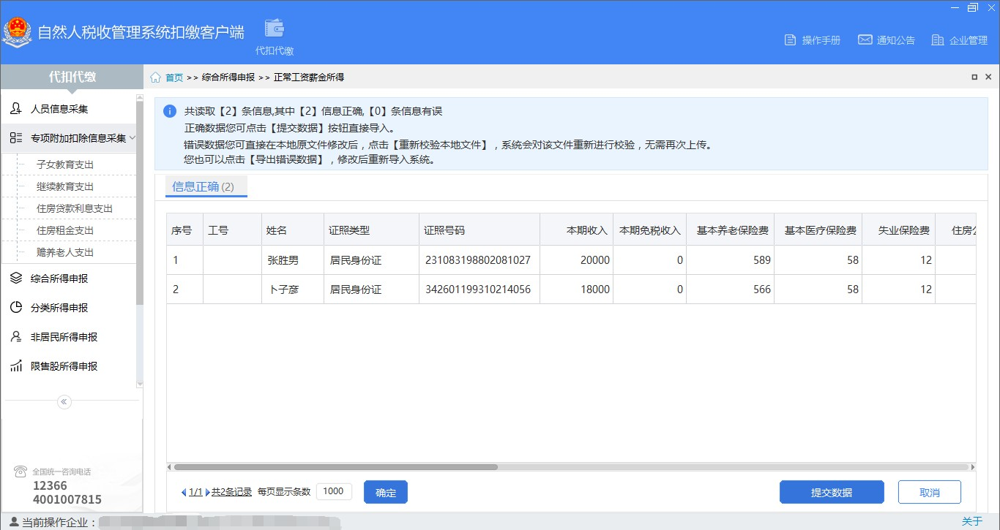 自然人税收管理系统扣缴客户端
代扣代缴
操作手册 通知公告 企业管理
代扣代缴
首页 >> 综合所得申报 >> 正常工资薪金所得
人员信息采集
专项附加扣除信息采集
子女教育支出
继续教育支出
住房贷款利息支出
住房租金支出
赡养老人支出
综合所得申报
分类所得申报
非居民所得申报
限售股所得申报
全国统一咨询电话
12366
4001007815
共读取【2】条信息,其中【2】信息正确,【0】条信息有误
正确数据您可点击【提交数据】按钮直接导入。
错误数据您可直接在本地原文件修改后，点击【重新校验本地文件】，系统会对该文件重新进行校验，无需再次上传。
您也可以点击【导出错误数据】，修改后重新导入系统。
信息正确 (2)
序号 工号 姓名 证照类型 证照号码 本期收入 本期免税收入 基本养老保险费 基本医疗保险费 失业保险费 住房
1 张胜男 居民身份证 231083198802081027 20000 0 589 58 12
2 卜子彦 居民身份证 342601199310214056 18000 0 566 58 12
1/1 共2条记录 每页显示条数 1000 确定 提交数据 取消
当前操作企业： 关于